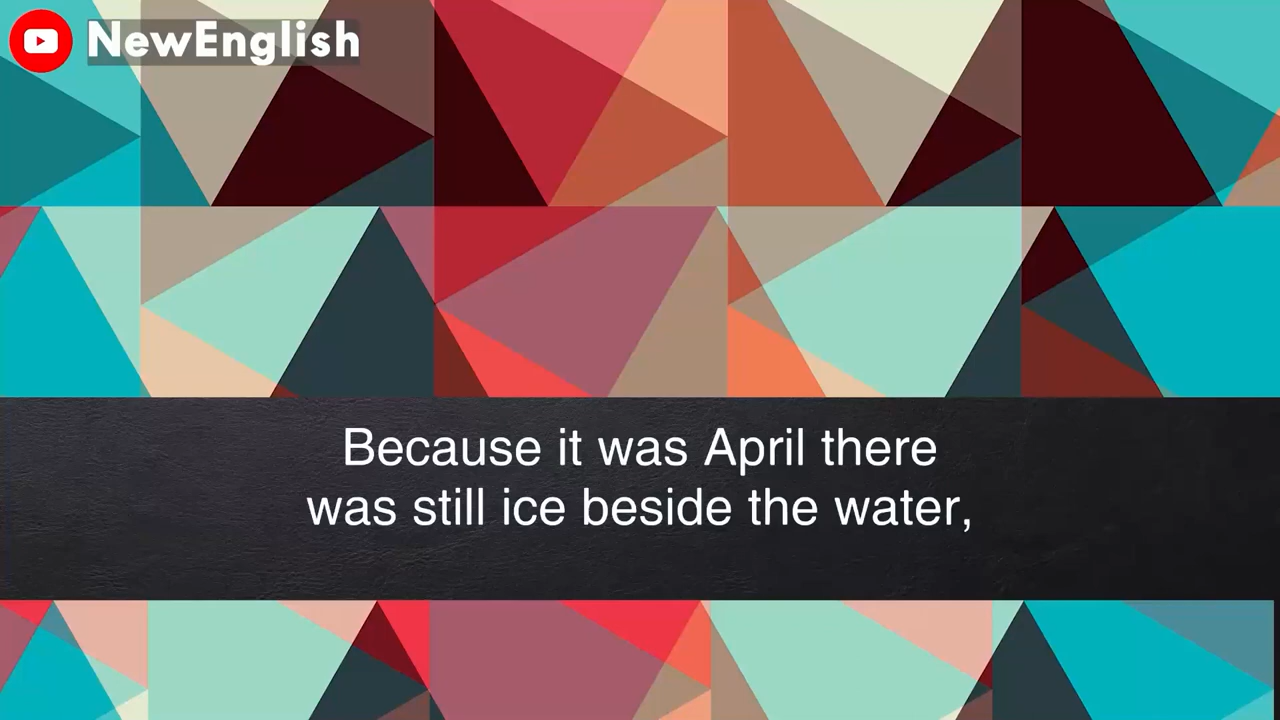 NewEnglish
Because it was April there
was still ice beside the water,